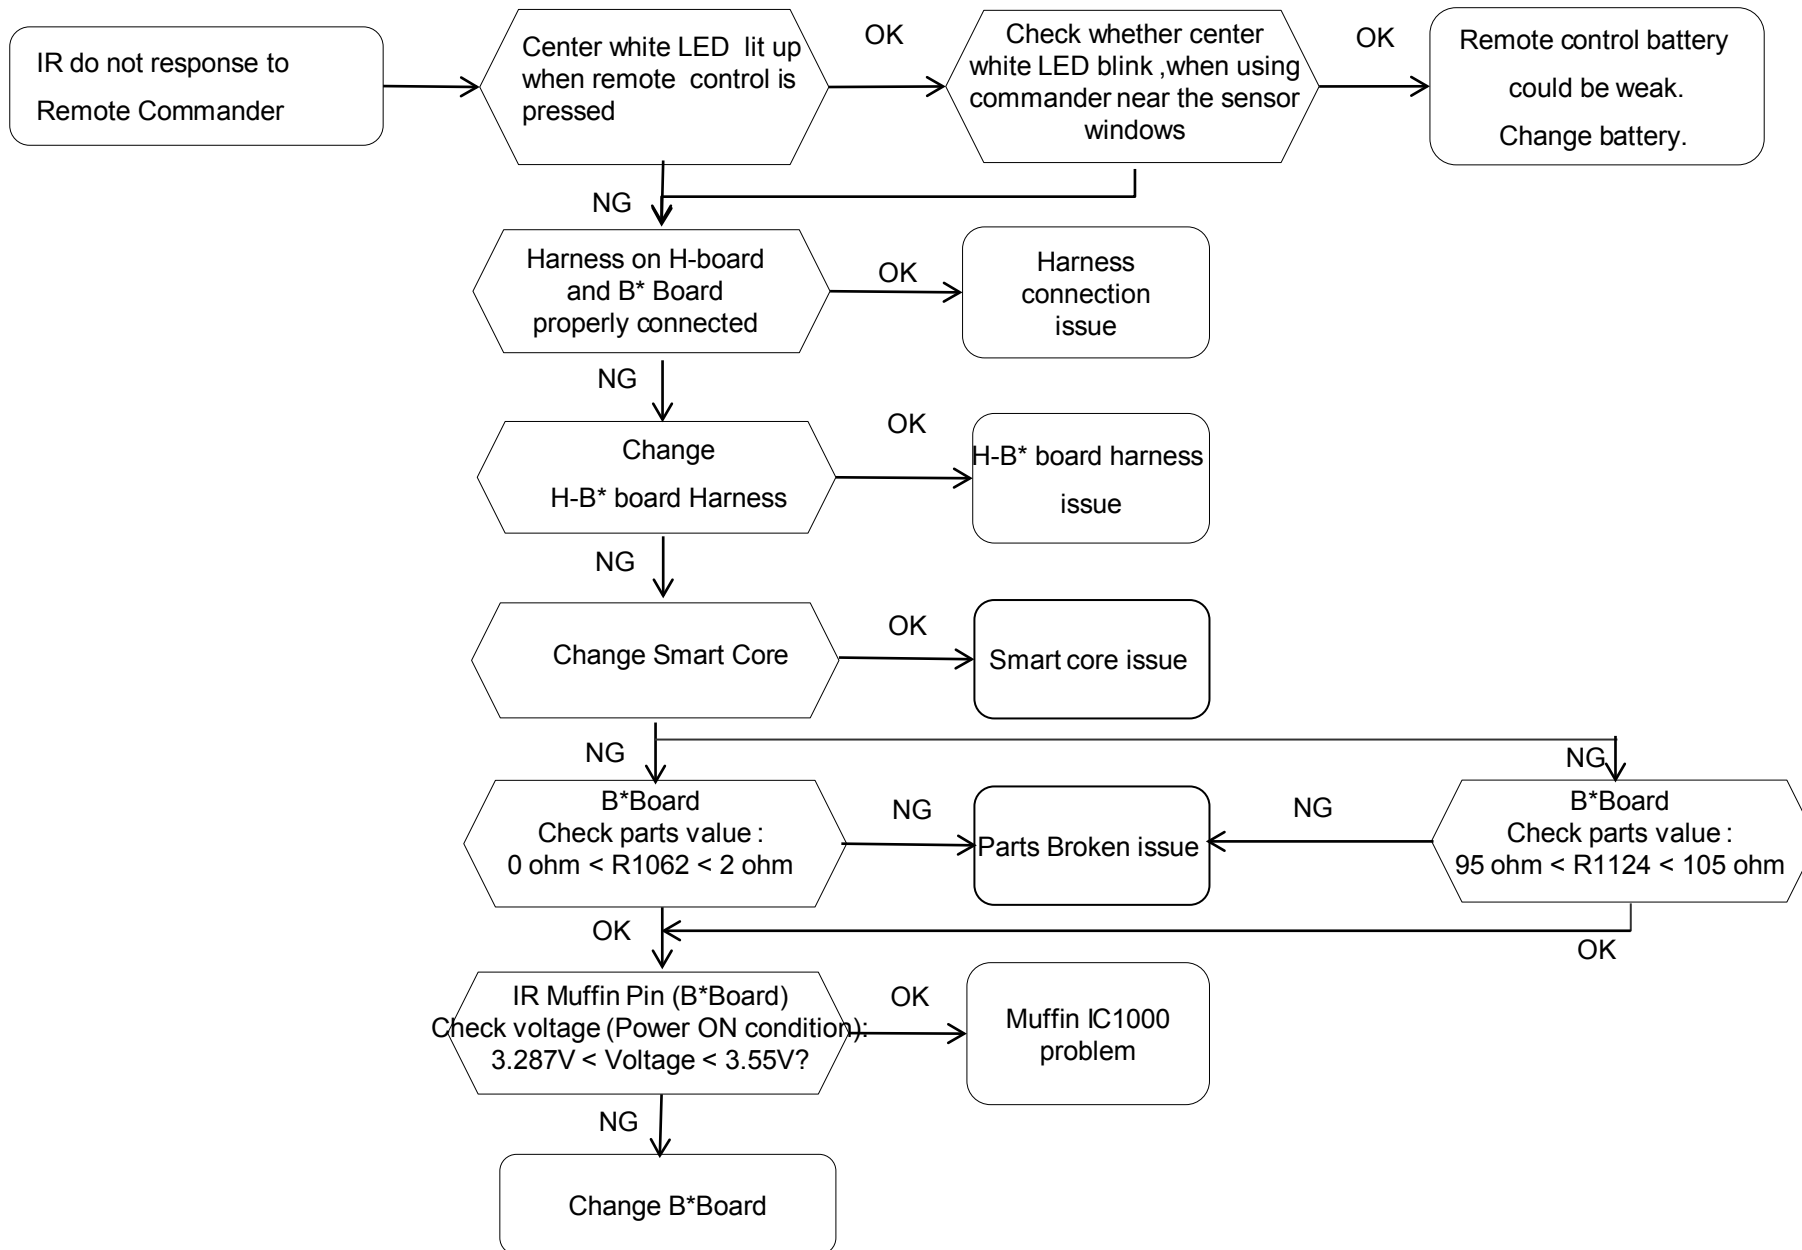 IR do not response to
Remote Commander
Center white LED lit up
when remote control is
pressed
OK
Check whether center
white LED blink ,when using
commander near the sensor
windows
OK
Remote control battery
could be weak.
Change battery.
NG
Harness on H-board
and B* Board
properly connected
OK
Harness
connection
issue
NG
Change
H-B* board Harness
OK
H-B* board harness
issue
NG
Change Smart Core
OK
Smart core issue
NG
NG
B*Board
Check parts value :
0 ohm < R1062 < 2 ohm
NG
Parts Broken issue
NG
B*Board
Check parts value :
95 ohm < R1124 < 105 ohm
OK
OK
IR Muffin Pin (B*Board)
Check voltage (Power ON condition):
3.287V < Voltage < 3.55V?
OK
Muffin IC1000
problem
NG
Change B*Board